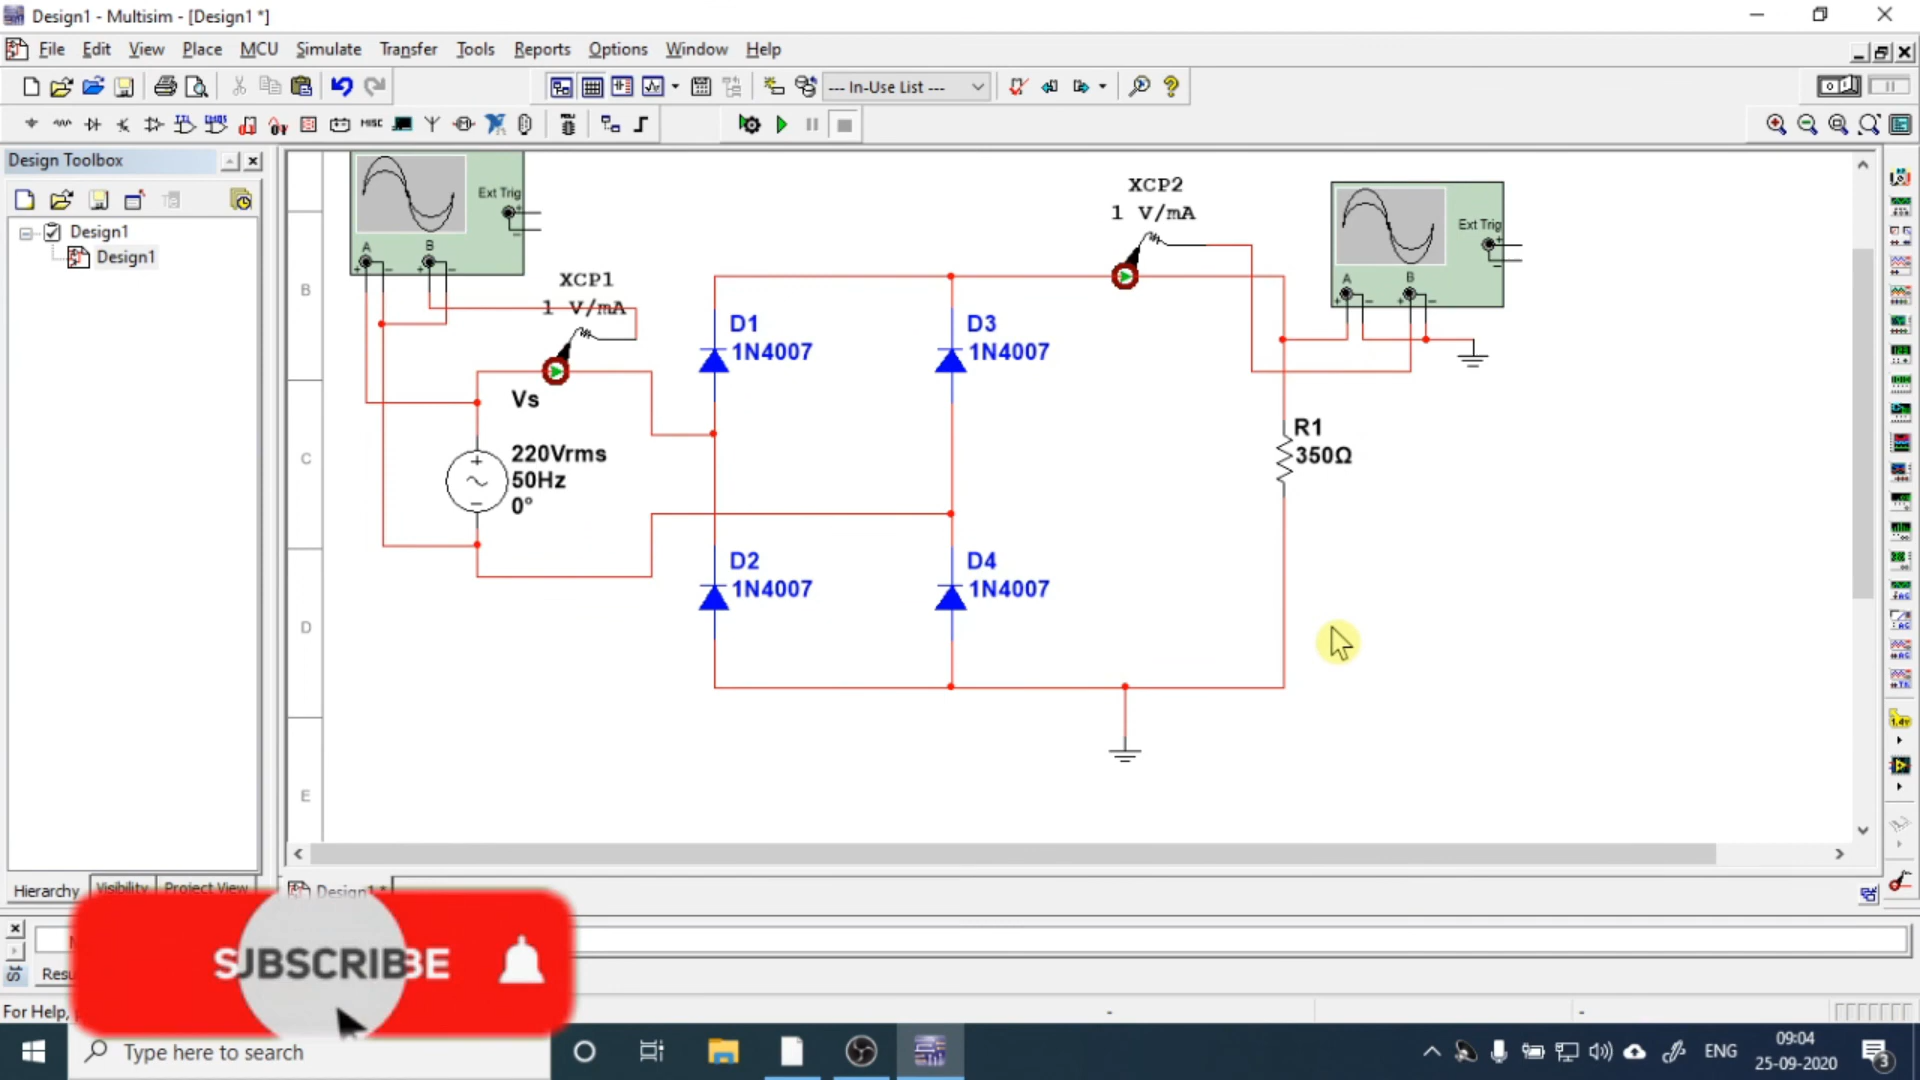 Design1 - Multisim - [Design1 *]
File Edit View Place MCU Simulate Transfer Tools Reports Options Window Help
--- In-Use List ---
MISC
Design Toolbox
Design1
Design1
Hierarchy Visibility Project View
B
C
D
E
Ext Trig
A B
XCP1
1 V/mA
Vs
220Vrms
50Hz
0°
D1
1N4007
D3
1N4007
D2
1N4007
D4
1N4007
XCP2
1 V/mA
Ext Trig
A B
R1
350Ω
Design1 *
SUBSCRIBE
For Help,
Type here to search
ENG
09:04
25-09-2020
3